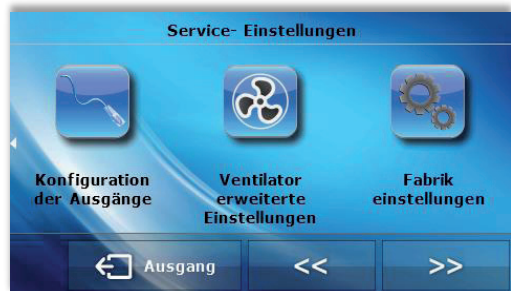 Service- Einstellungen
Konfiguration
der Ausgänge
Ventilator
erweiterte
Einstellungen
Fabrik
einstellungen
Ausgang
<<
>>